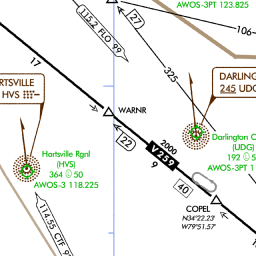 AWOS-3PT 123.825
27
106
115.2 FLO 99
325
17
HVS
DARLING
245 UDG
WARNR
22
Hartsville Rgnl
(HVS)
364 50
AWOS-3 118.225
V259
2000
9
Darlington C
(UDG)
192
AWOS-3PT 1
40
COPEL
N34°22.23'
W79°51.57'
114.55 CTF